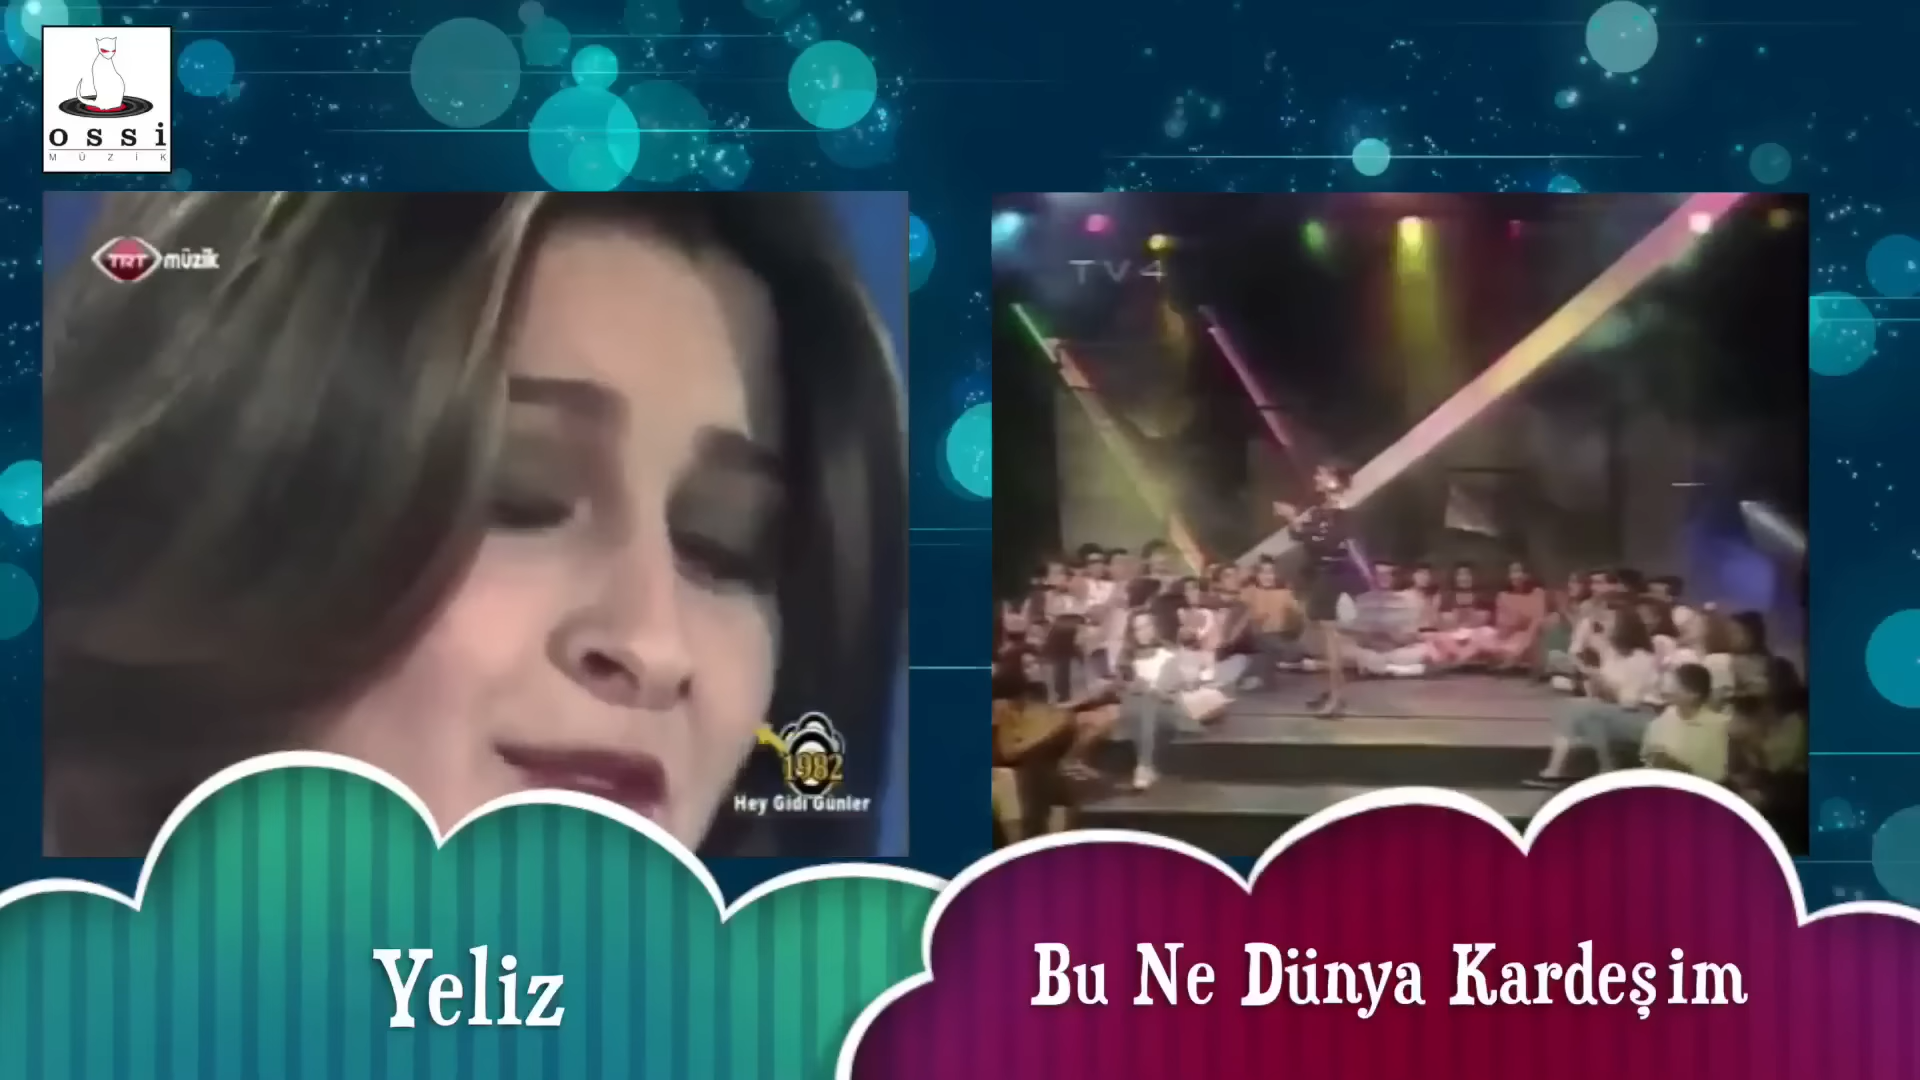 ossi
MÜZİK
TRT müzik
TV4
1982
Hey Gidi Günler
Yeliz
Bu Ne Dünya Kardeşim